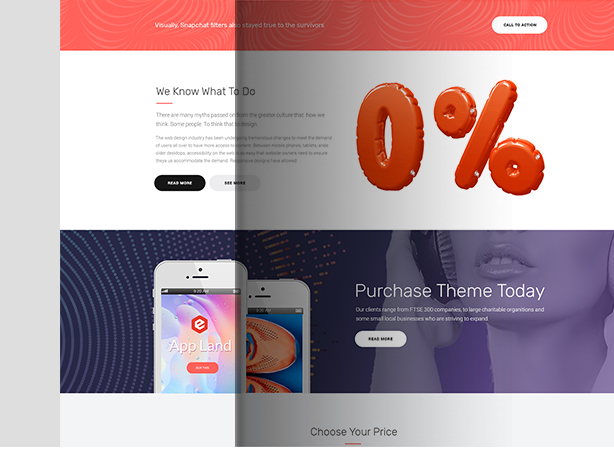 Visually, Snapchat filters also stayed true to the survivors
CALL TO ACTION
We Know What To Do
0%
There are many myths passed on from the greater culture that how we
think. Some people. To think that to design.
The web design industry has been undergoing tremendous changes to meet the demand
of users all over to have more access to content. Between mobile phones, tablets, and
older desktops, accessibility on the web in a way that website owners need to ensure
theya us accommodate the demand. Responsive designs have allowed
READ MORE
SEE MORE
Purchase Theme Today
Our clients range from FTSE 300 companies, to large charitable organitions and
some small local businesses who are striving to expand.
READ MORE
App Land
BUY THIS
Choose Your Price